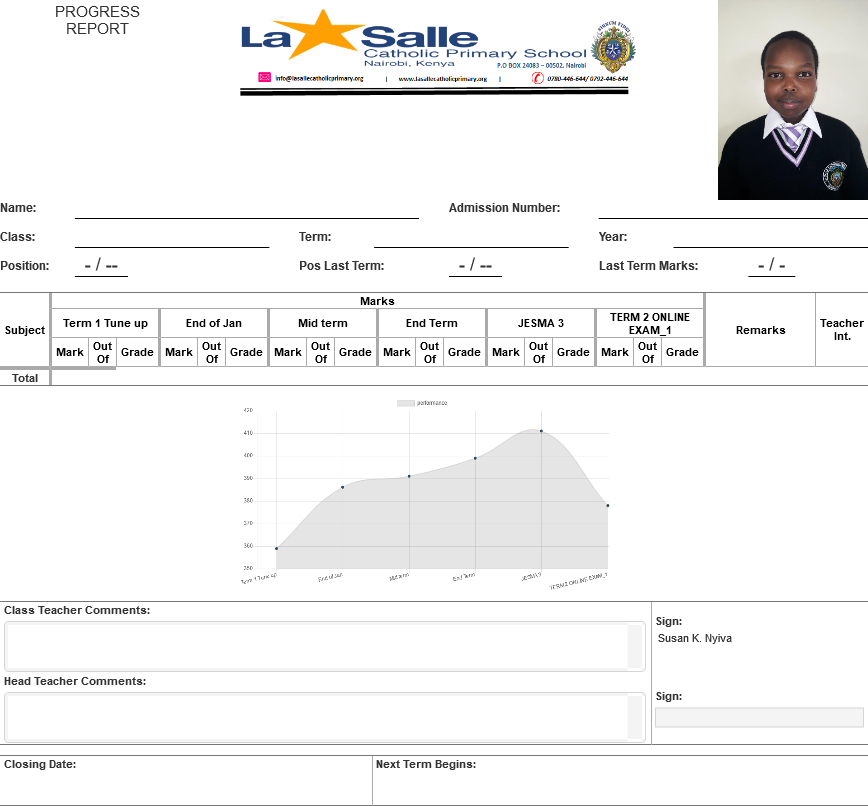 PROGRESS
REPORT
La Salle
Catholic Primary School
Nairobi, Kenya
P.O BOX 24083 – 00502, Nairobi
info@lasallecatholicprimary.org | www.lasallecatholicprimary.org | 0780-446-644/ 0792-446-644
Name: Admission Number:
Class: Term: Year:
Position: - / -- Pos Last Term: - / -- Last Term Marks: - / -
Marks
Subject Term 1 Tune up End of Jan Mid term End Term JESMA 3 TERM 2 ONLINE EXAM_1 Remarks Teacher Int.
Mark Out Of Grade Mark Out Of Grade Mark Out Of Grade Mark Out Of Grade Mark Out Of Grade Mark Out Of Grade
Total
performance
420
410
400
390
380
370
360
350
Term 1 Tune up End of Jan Mid term End Term JESMA 3 TERM 2 ONLINE EXAM_1
Class Teacher Comments:
Sign:
Susan K. Nyiva
Head Teacher Comments:
Sign:
Closing Date: Next Term Begins: